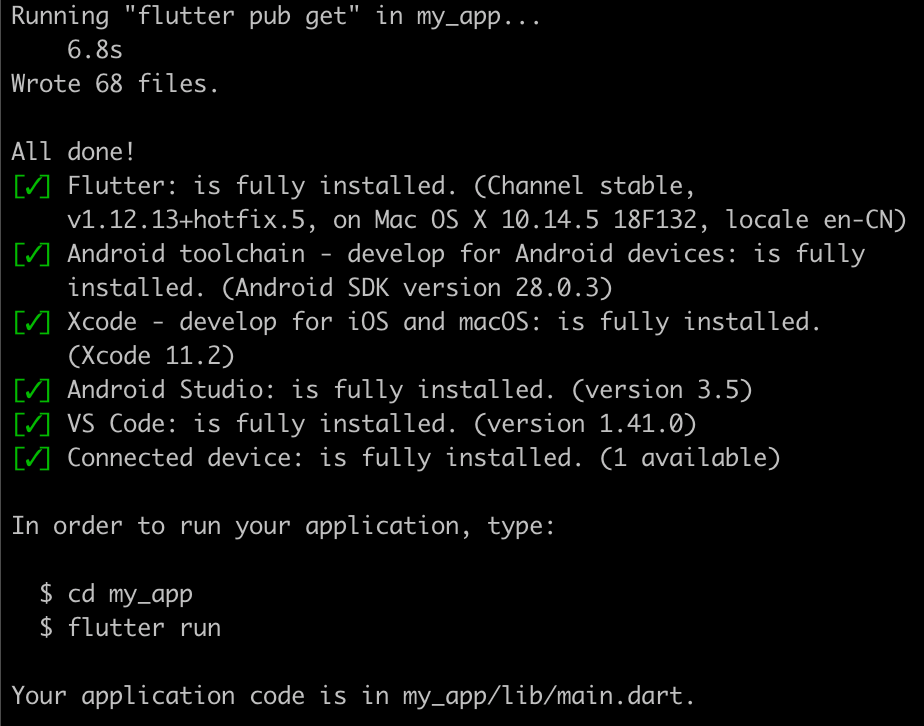 Running "flutter pub get" in my_app...
6.8s
Wrote 68 files.
All done!
[✓] Flutter: is fully installed. (Channel stable,
v1.12.13+hotfix.5, on Mac OS X 10.14.5 18F132, locale en-CN)
[✓] Android toolchain - develop for Android devices: is fully
installed. (Android SDK version 28.0.3)
[✓] Xcode - develop for iOS and macOS: is fully installed.
(Xcode 11.2)
[✓] Android Studio: is fully installed. (version 3.5)
[✓] VS Code: is fully installed. (version 1.41.0)
[✓] Connected device: is fully installed. (1 available)
In order to run your application, type:
$ cd my_app
$ flutter run
Your application code is in my_app/lib/main.dart.